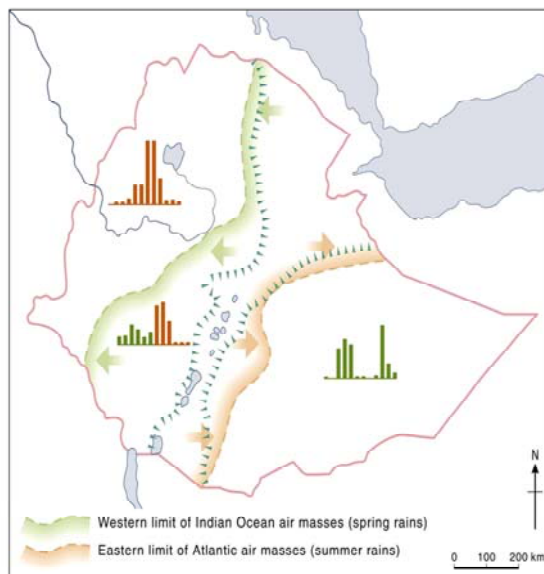 N
Western limit of Indian Ocean air masses (spring rains)
Eastern limit of Atlantic air masses (summer rains)
0 100 200 km